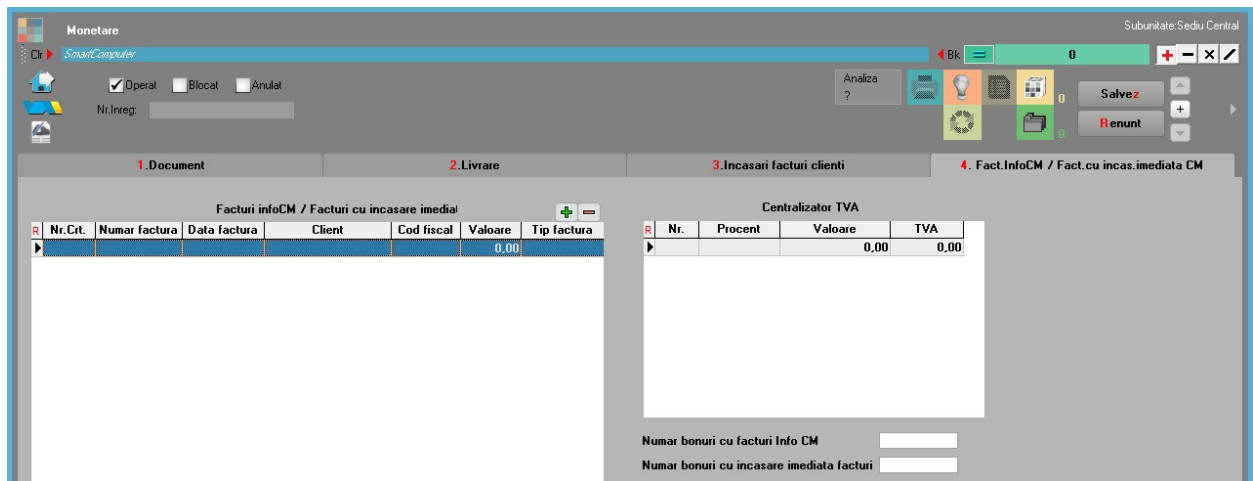 Monetare
Subunitate:Sediu Central
Clr SmartComputer Bk = 0
Operat Blocat Anulat
Analiza
?
Nr.Inreg:
0
Salvez
Renunt
0
1.Document 2.Livrare 3.Incasari facturi clienti 4. Fact.InfoCM / Fact.cu incas.imediata CM
Facturi infoCM / Facturi cu incasare imediat
Centralizator TVA
R Nr.Crt. Numar factura Data factura Client Cod fiscal Valoare Tip factura
0,00
R Nr. Procent Valoare TVA
0,00 0,00
Numar bonuri cu facturi Info CM
Numar bonuri cu incasare imediata facturi